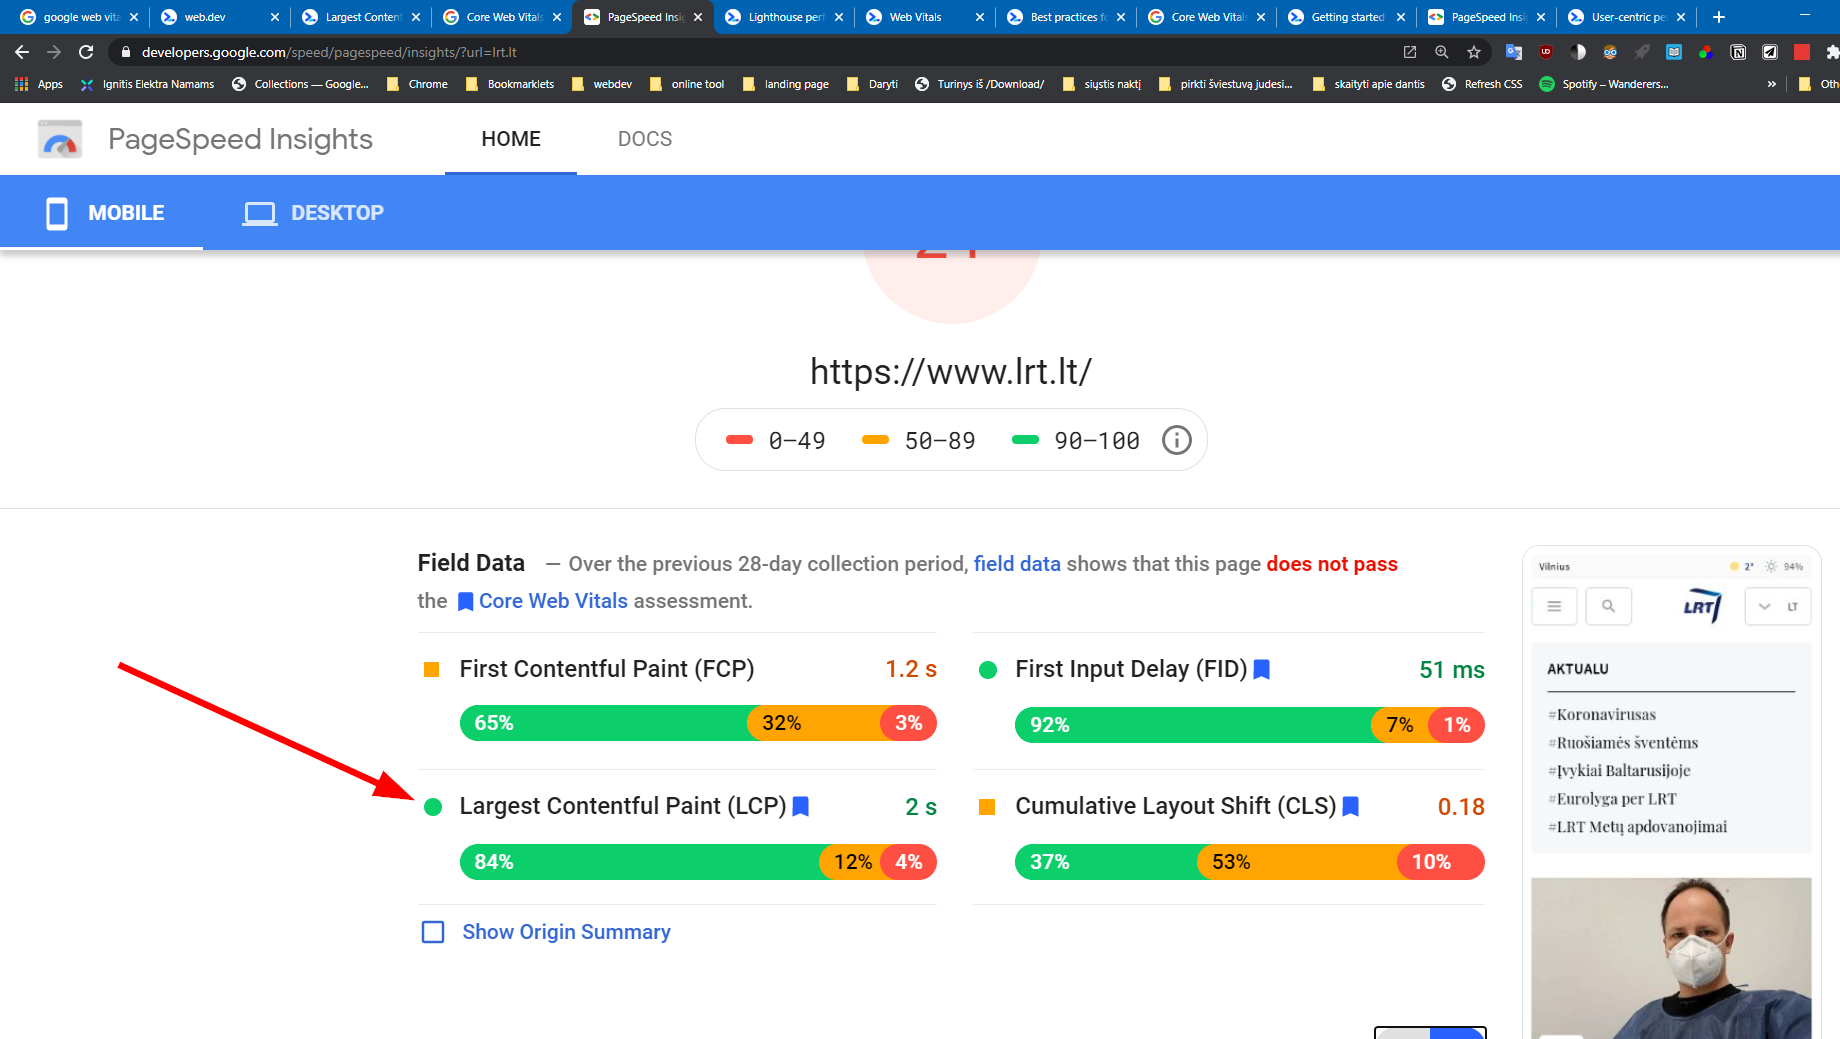 google web vita
web.dev
Largest Content
Core Web Vitals
PageSpeed Insig
Lighthouse perf
Web Vitals
Best practices fo
Core Web Vitals
Getting started
PageSpeed Insig
User-centric pe
developers.google.com/speed/pagespeed/insights/?url=lrt.lt
Apps
Ignitis Elektra Namams
Collections — Google...
Chrome
Bookmarklets
webdev
online tool
landing page
Daryti
Turinys iš /Download/
siųstis naktį
pirkti šviestuvą judesi...
skaityti apie dantis
Refresh CSS
Spotify – Wanderers...
»
Oth
PageSpeed Insights
HOME
DOCS
MOBILE
DESKTOP
https://www.lrt.lt/
0–49
50–89
90–100
Field Data — Over the previous 28-day collection period, field data shows that this page does not pass
the Core Web Vitals assessment.
First Contentful Paint (FCP)
1.2 s
65%
32%
3%
First Input Delay (FID)
51 ms
92%
7%
1%
Largest Contentful Paint (LCP)
2 s
84%
12%
4%
Cumulative Layout Shift (CLS)
0.18
37%
53%
10%
Show Origin Summary
Vilnius
2°
94%
LRT
LT
AKTUALU
#Koronavirusas
#Ruošiamės šventėms
#Įvykiai Baltarusijoje
#Eurolyga per LRT
#LRT Metų apdovanojimai